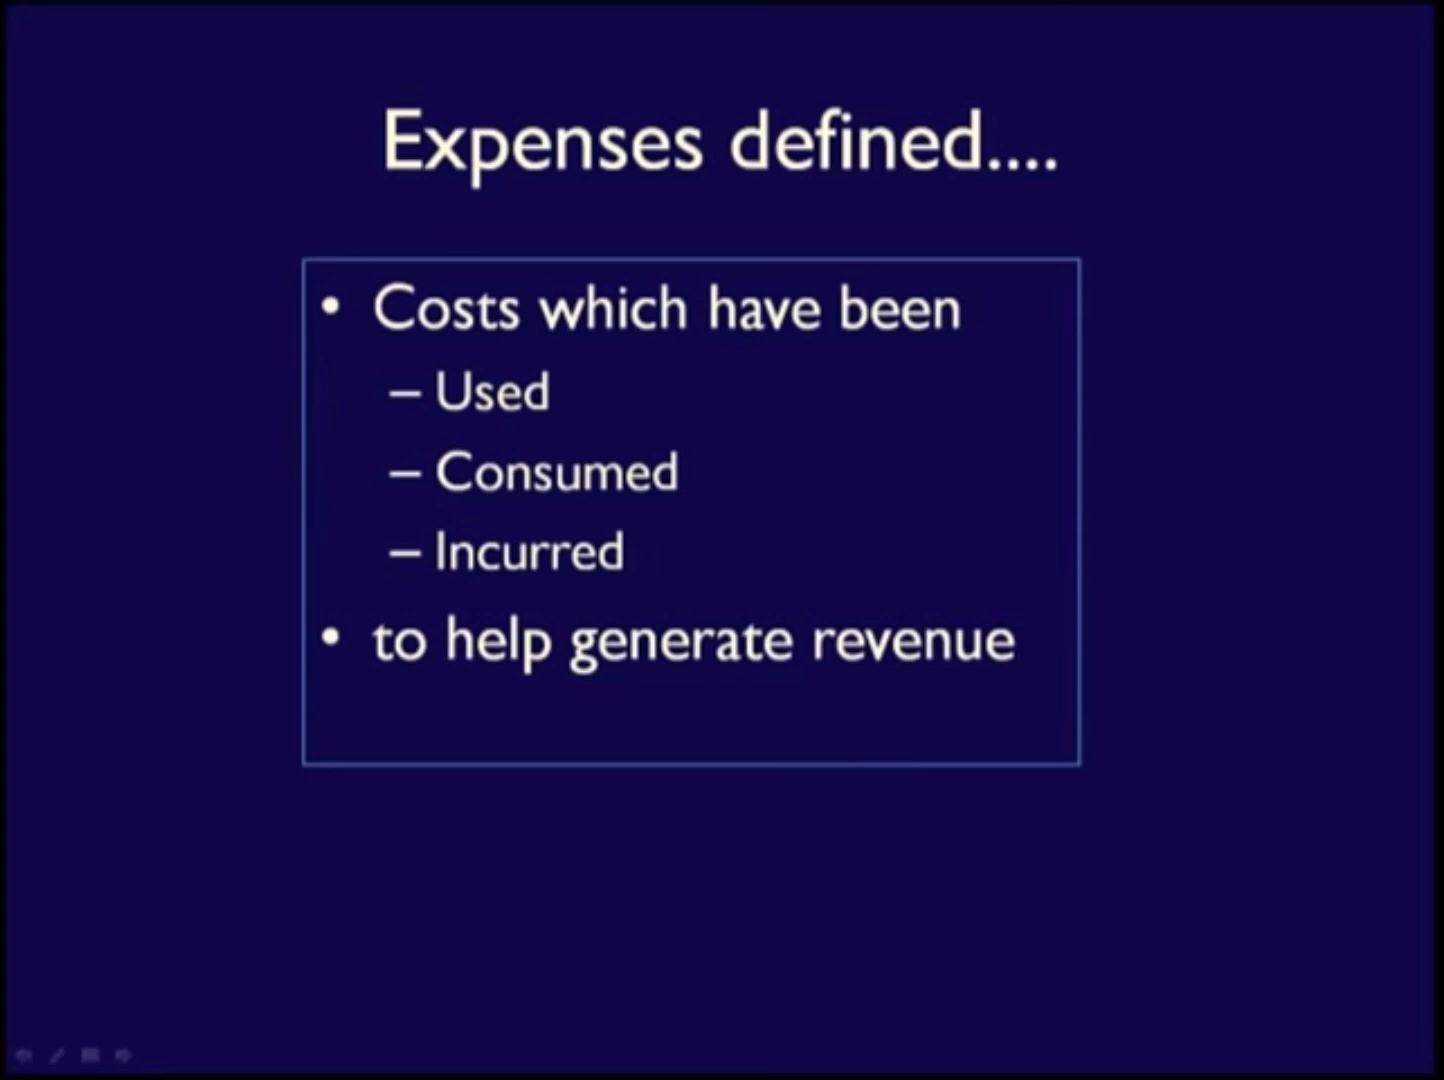 Expenses defined....
• Costs which have been
– Used
– Consumed
– Incurred
• to help generate revenue